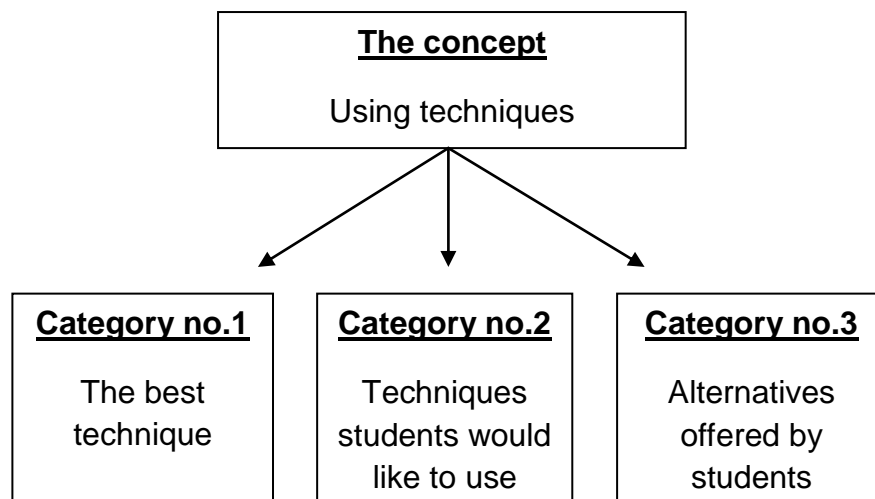 The concept
Using techniques
Category no.1
The best
technique
Category no.2
Techniques
students would
like to use
Category no.3
Alternatives
offered by
students